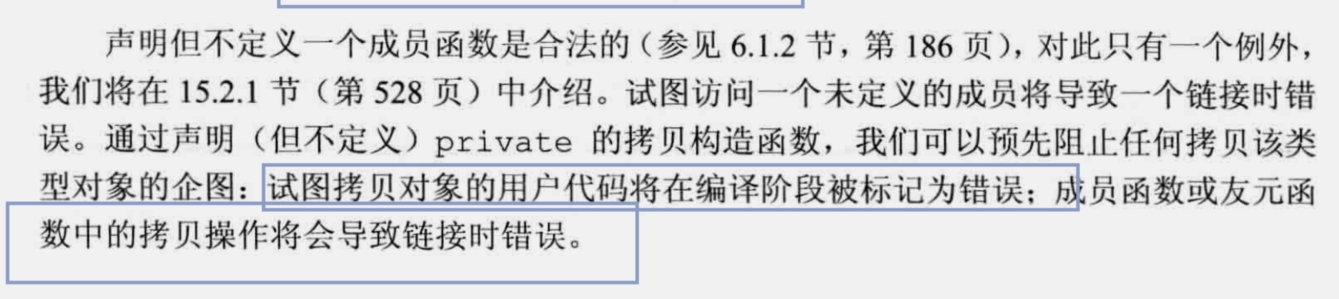 声明但不定义一个成员函数是合法的（参见 6.1.2 节，第 186 页），对此只有一个例外，
我们将在 15.2.1 节（第 528 页）中介绍。试图访问一个未定义的成员将导致一个链接时错
误。通过声明（但不定义）private 的拷贝构造函数，我们可以预先阻止任何拷贝该类
型对象的企图：试图拷贝对象的用户代码将在编译阶段被标记为错误；成员函数或友元函
数中的拷贝操作将会导致链接时错误。